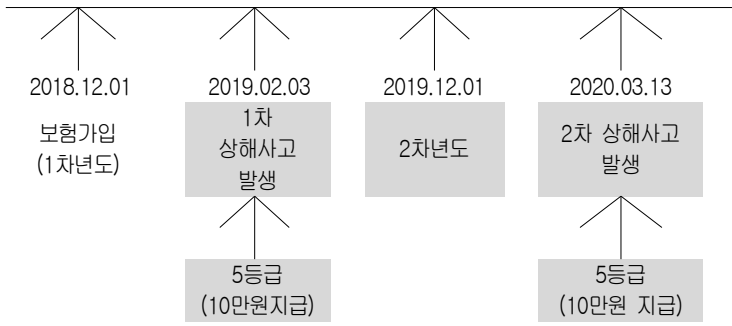 2018.12.01
2019.02.03
2019.12.01
2020.03.13
보험가입
(1차년도)
1차
상해사고
발생
2차년도
2차 상해사고
발생
5등급
(10만원지급)
5등급
(10만원 지급)